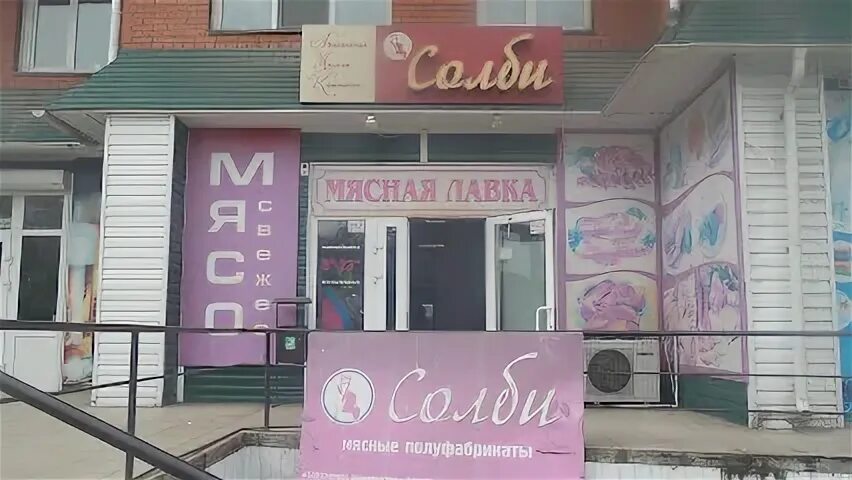 Солби
МЯСО
свежее
МЯСНАЯ ЛАВКА
Солби
мясные полуфабрикаты